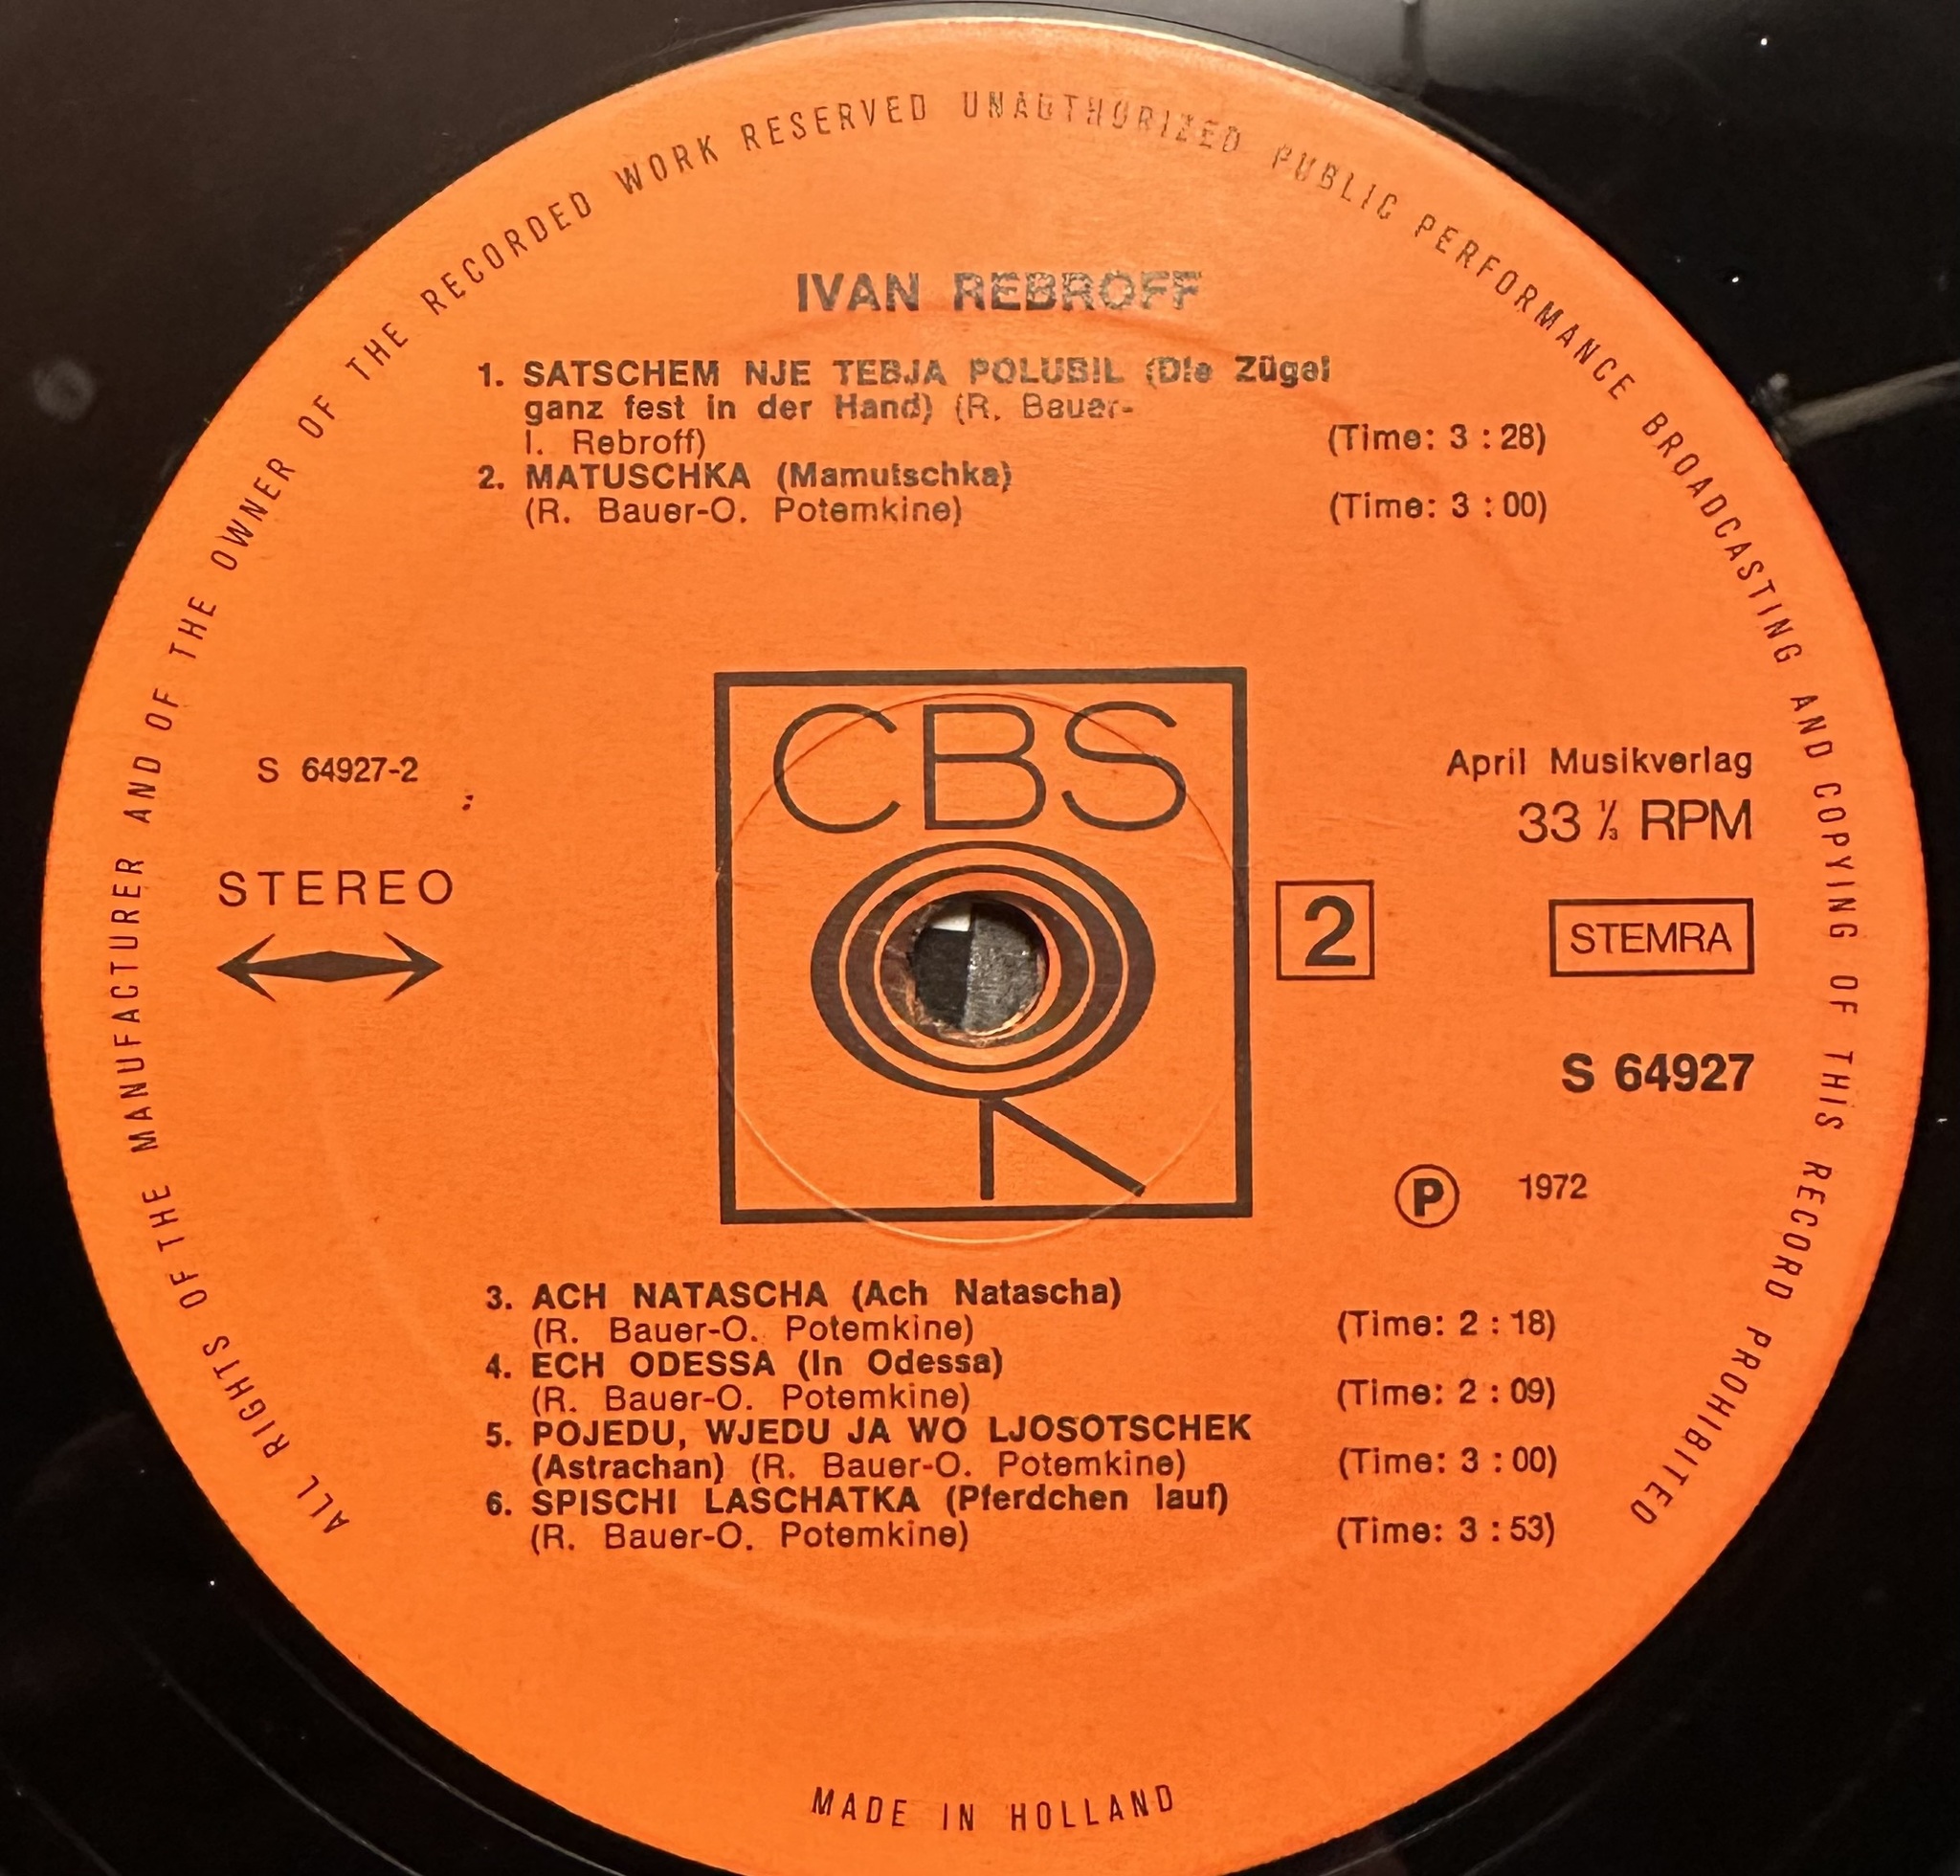 ALL RIGHTS OF THE MANUFACTURER AND OF THE OWNER OF THE RECORDED WORK RESERVED UNAUTHORIZED PUBLIC PERFORMANCE BROADCASTING AND COPYING OF THIS RECORD PROHIBITED
IVAN REBROFF
1. SATSCHEM NJE TEBJA POLUBIL (Die Zügel
ganz fest in der Hand) (R. Bauer-
I. Rebroff) (Time: 3 : 28)
2. MATUSCHKA (Mamutschka)
(R. Bauer-O. Potemkine) (Time: 3 : 00)
CBS
S 64927-2
STEREO
April Musikverlag
33 1/3 RPM
2
STEMRA
S 64927
Ⓟ 1972
3. ACH NATASCHA (Ach Natascha)
(R. Bauer-O. Potemkine) (Time: 2 : 18)
4. ECH ODESSA (In Odessa)
(R. Bauer-O. Potemkine) (Time: 2 : 09)
5. POJEDU, WJEDU JA WO LJOSOTSCHEK
(Astrachan) (R. Bauer-O. Potemkine) (Time: 3 : 00)
6. SPISCHI LASCHATKA (Pferdchen lauf)
(R. Bauer-O. Potemkine) (Time: 3 : 53)
MADE IN HOLLAND